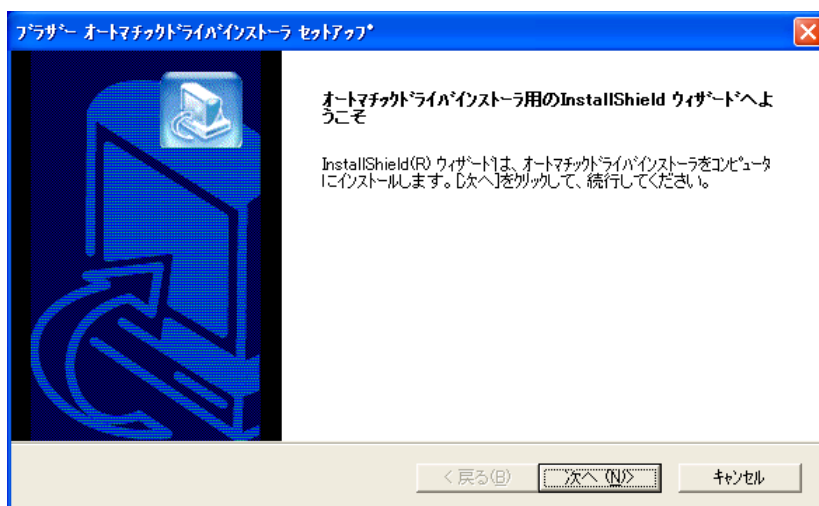 ﾌﾞﾗｻﾞｰ ｵｰﾄﾏﾁｯｸﾄﾞﾗｲﾊﾞｲﾝｽﾄｰﾗ ｾｯﾄｱｯﾌﾟ
ｵｰﾄﾏﾁｯｸﾄﾞﾗｲﾊﾞｲﾝｽﾄｰﾗ用のInstallShield ｳｨｻﾞｰﾄﾞへよ
うこそ
InstallShield(R) ｳｨｻﾞｰﾄﾞは、ｵｰﾄﾏﾁｯｸﾄﾞﾗｲﾊﾞｲﾝｽﾄｰﾗをｺﾝﾋﾟｭｰﾀ
にｲﾝｽﾄｰﾙします。[次へ]をｸﾘｯｸして、続行してください。
< 戻る(B)
次へ (N)>
ｷｬﾝｾﾙ